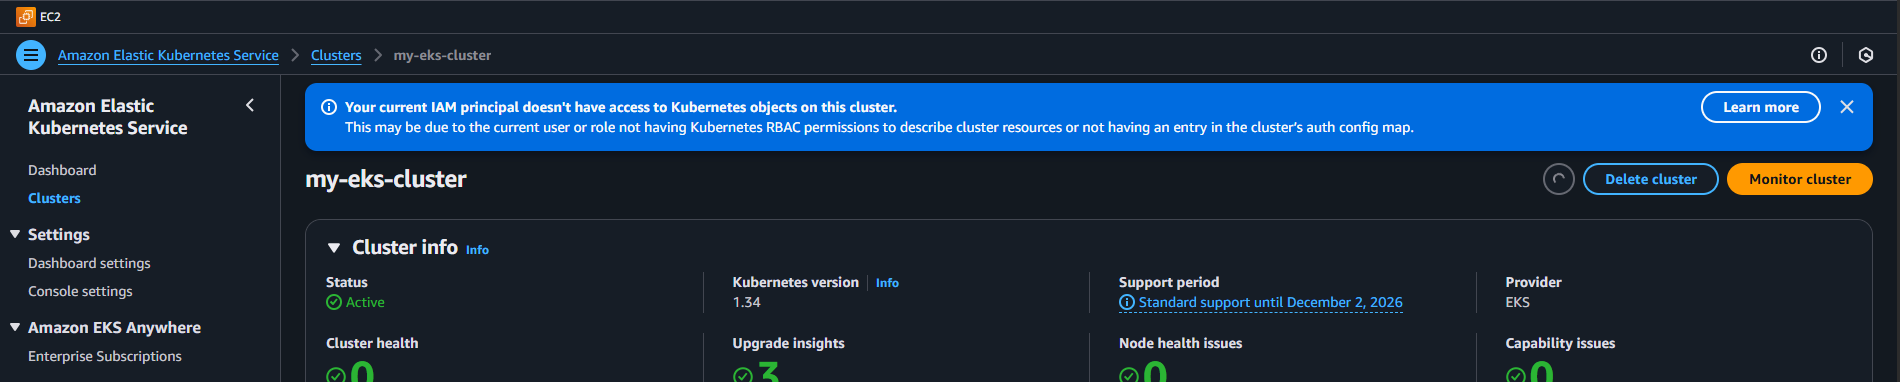 EC2
Amazon Elastic Kubernetes Service > Clusters > my-eks-cluster
Amazon Elastic
Kubernetes Service
Dashboard
Clusters
Settings
Dashboard settings
Console settings
Amazon EKS Anywhere
Enterprise Subscriptions
Your current IAM principal doesn't have access to Kubernetes objects on this cluster.
This may be due to the current user or role not having Kubernetes RBAC permissions to describe cluster resources or not having an entry in the cluster's auth config map.
Learn more
my-eks-cluster
Delete cluster
Monitor cluster
Cluster info Info
Status
Active
Kubernetes version Info
1.34
Support period
Standard support until December 2, 2026
Provider
EKS
Cluster health
0
Upgrade insights
3
Node health issues
0
Capability issues
0